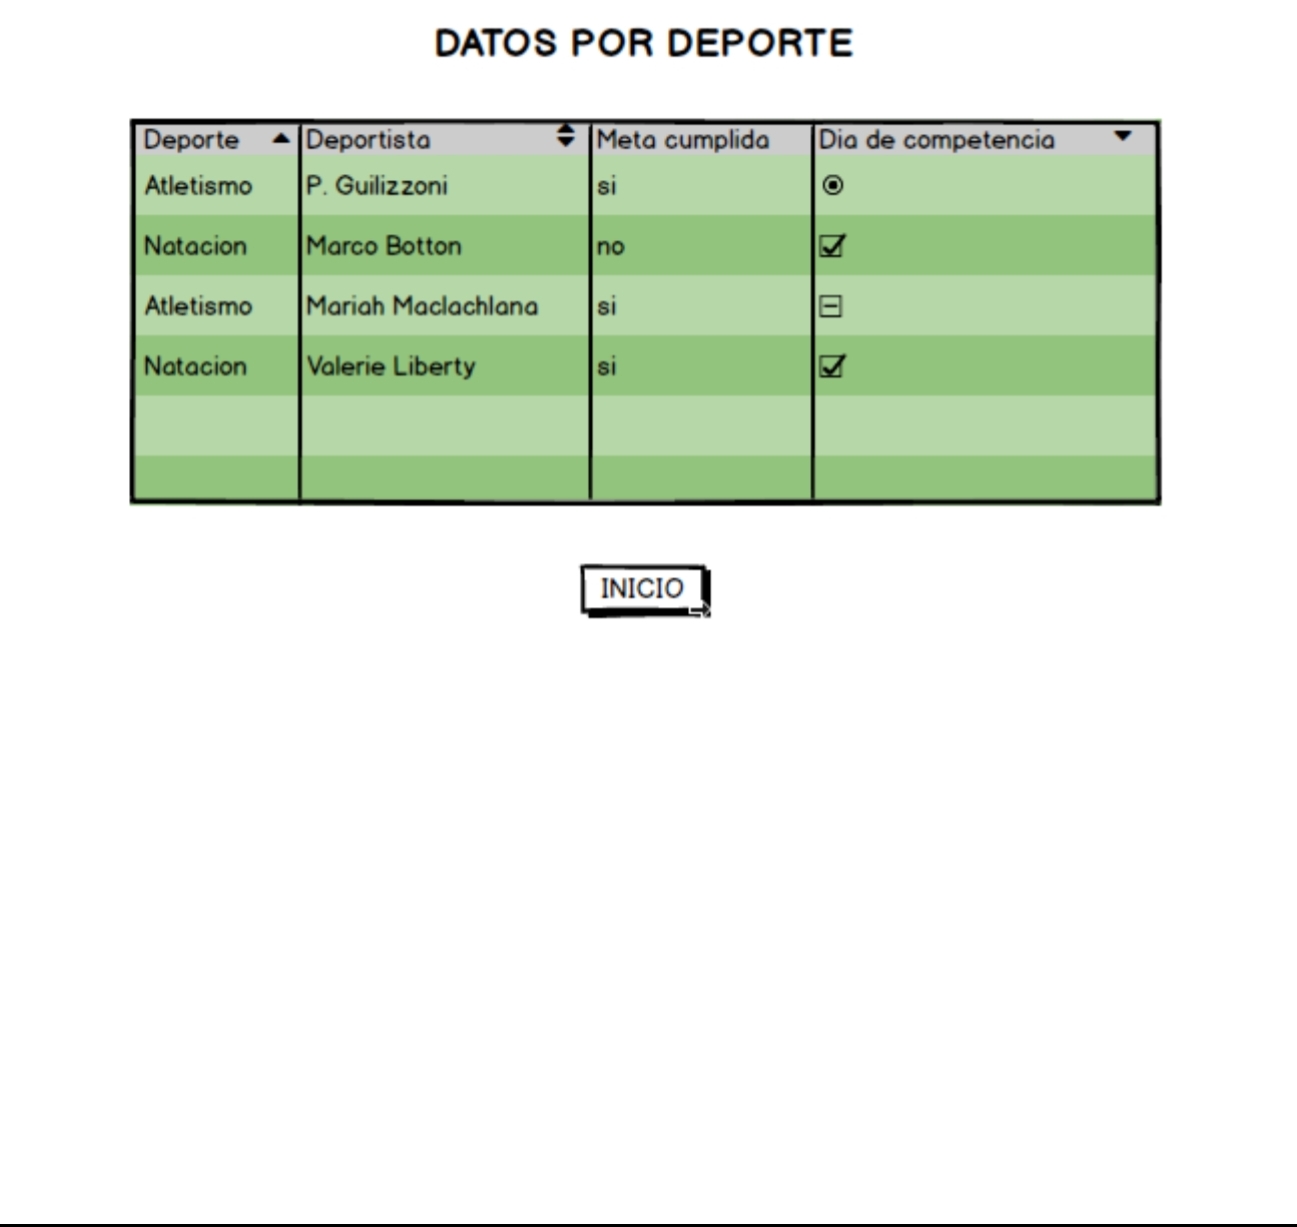 DATOS POR DEPORTE
Deporte Deportista Meta cumplida Dia de competencia
Atletismo P. Guilizzoni si
Natacion Marco Botton no
Atletismo Mariah Maclachlana si
Natacion Valerie Liberty si
INICIO